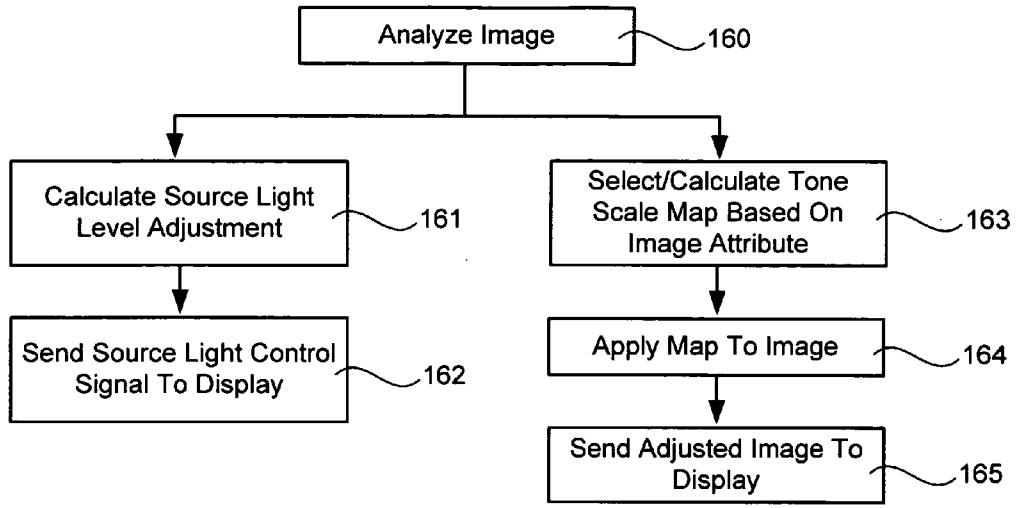 Analyze Image
160
Calculate Source Light
Level Adjustment
161
Send Source Light Control
Signal To Display
162
Select/Calculate Tone
Scale Map Based On
Image Attribute
163
Apply Map To Image
164
Send Adjusted Image To
Display
165